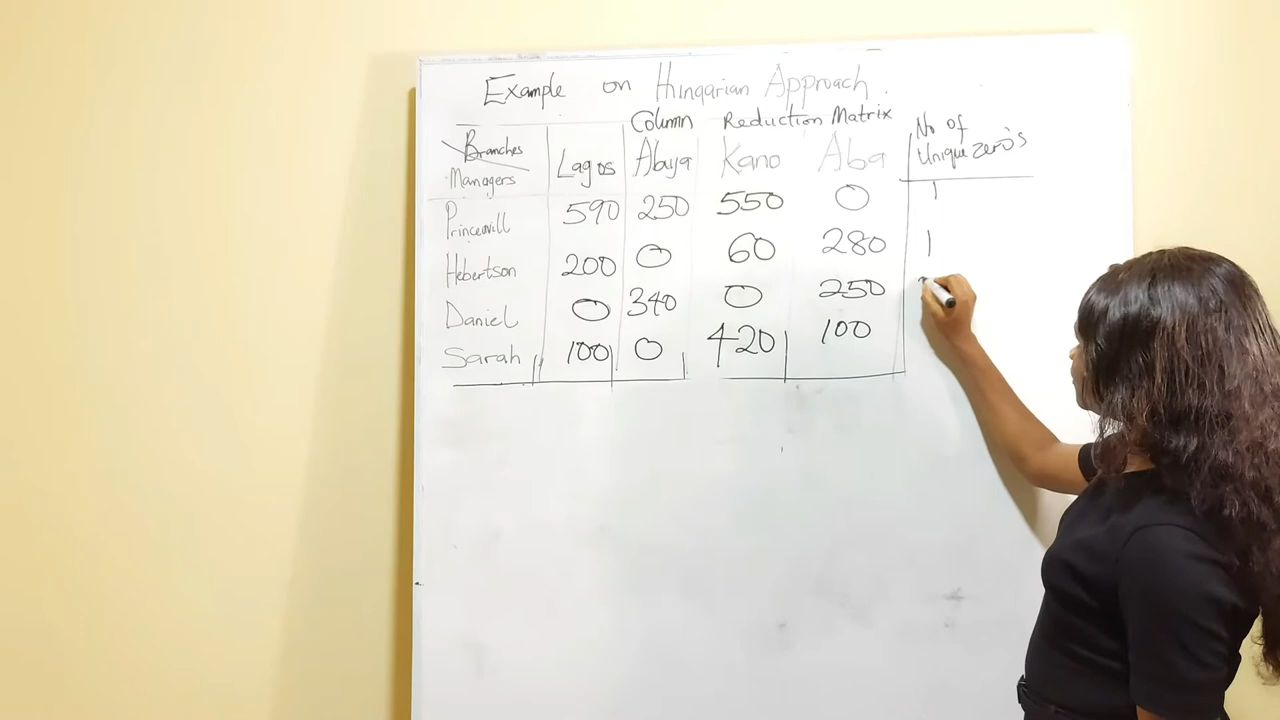 Example on Hungarian Approach.
Column Reduction Matrix
Branches
Managers
Lagos Abuja Kano Aba
No of
Unique zero's
Princewill 590 250 550 0 1
Hebertson 200 0 60 280 1
Daniel 0 340 0 250
Sarah 100 0 420 100